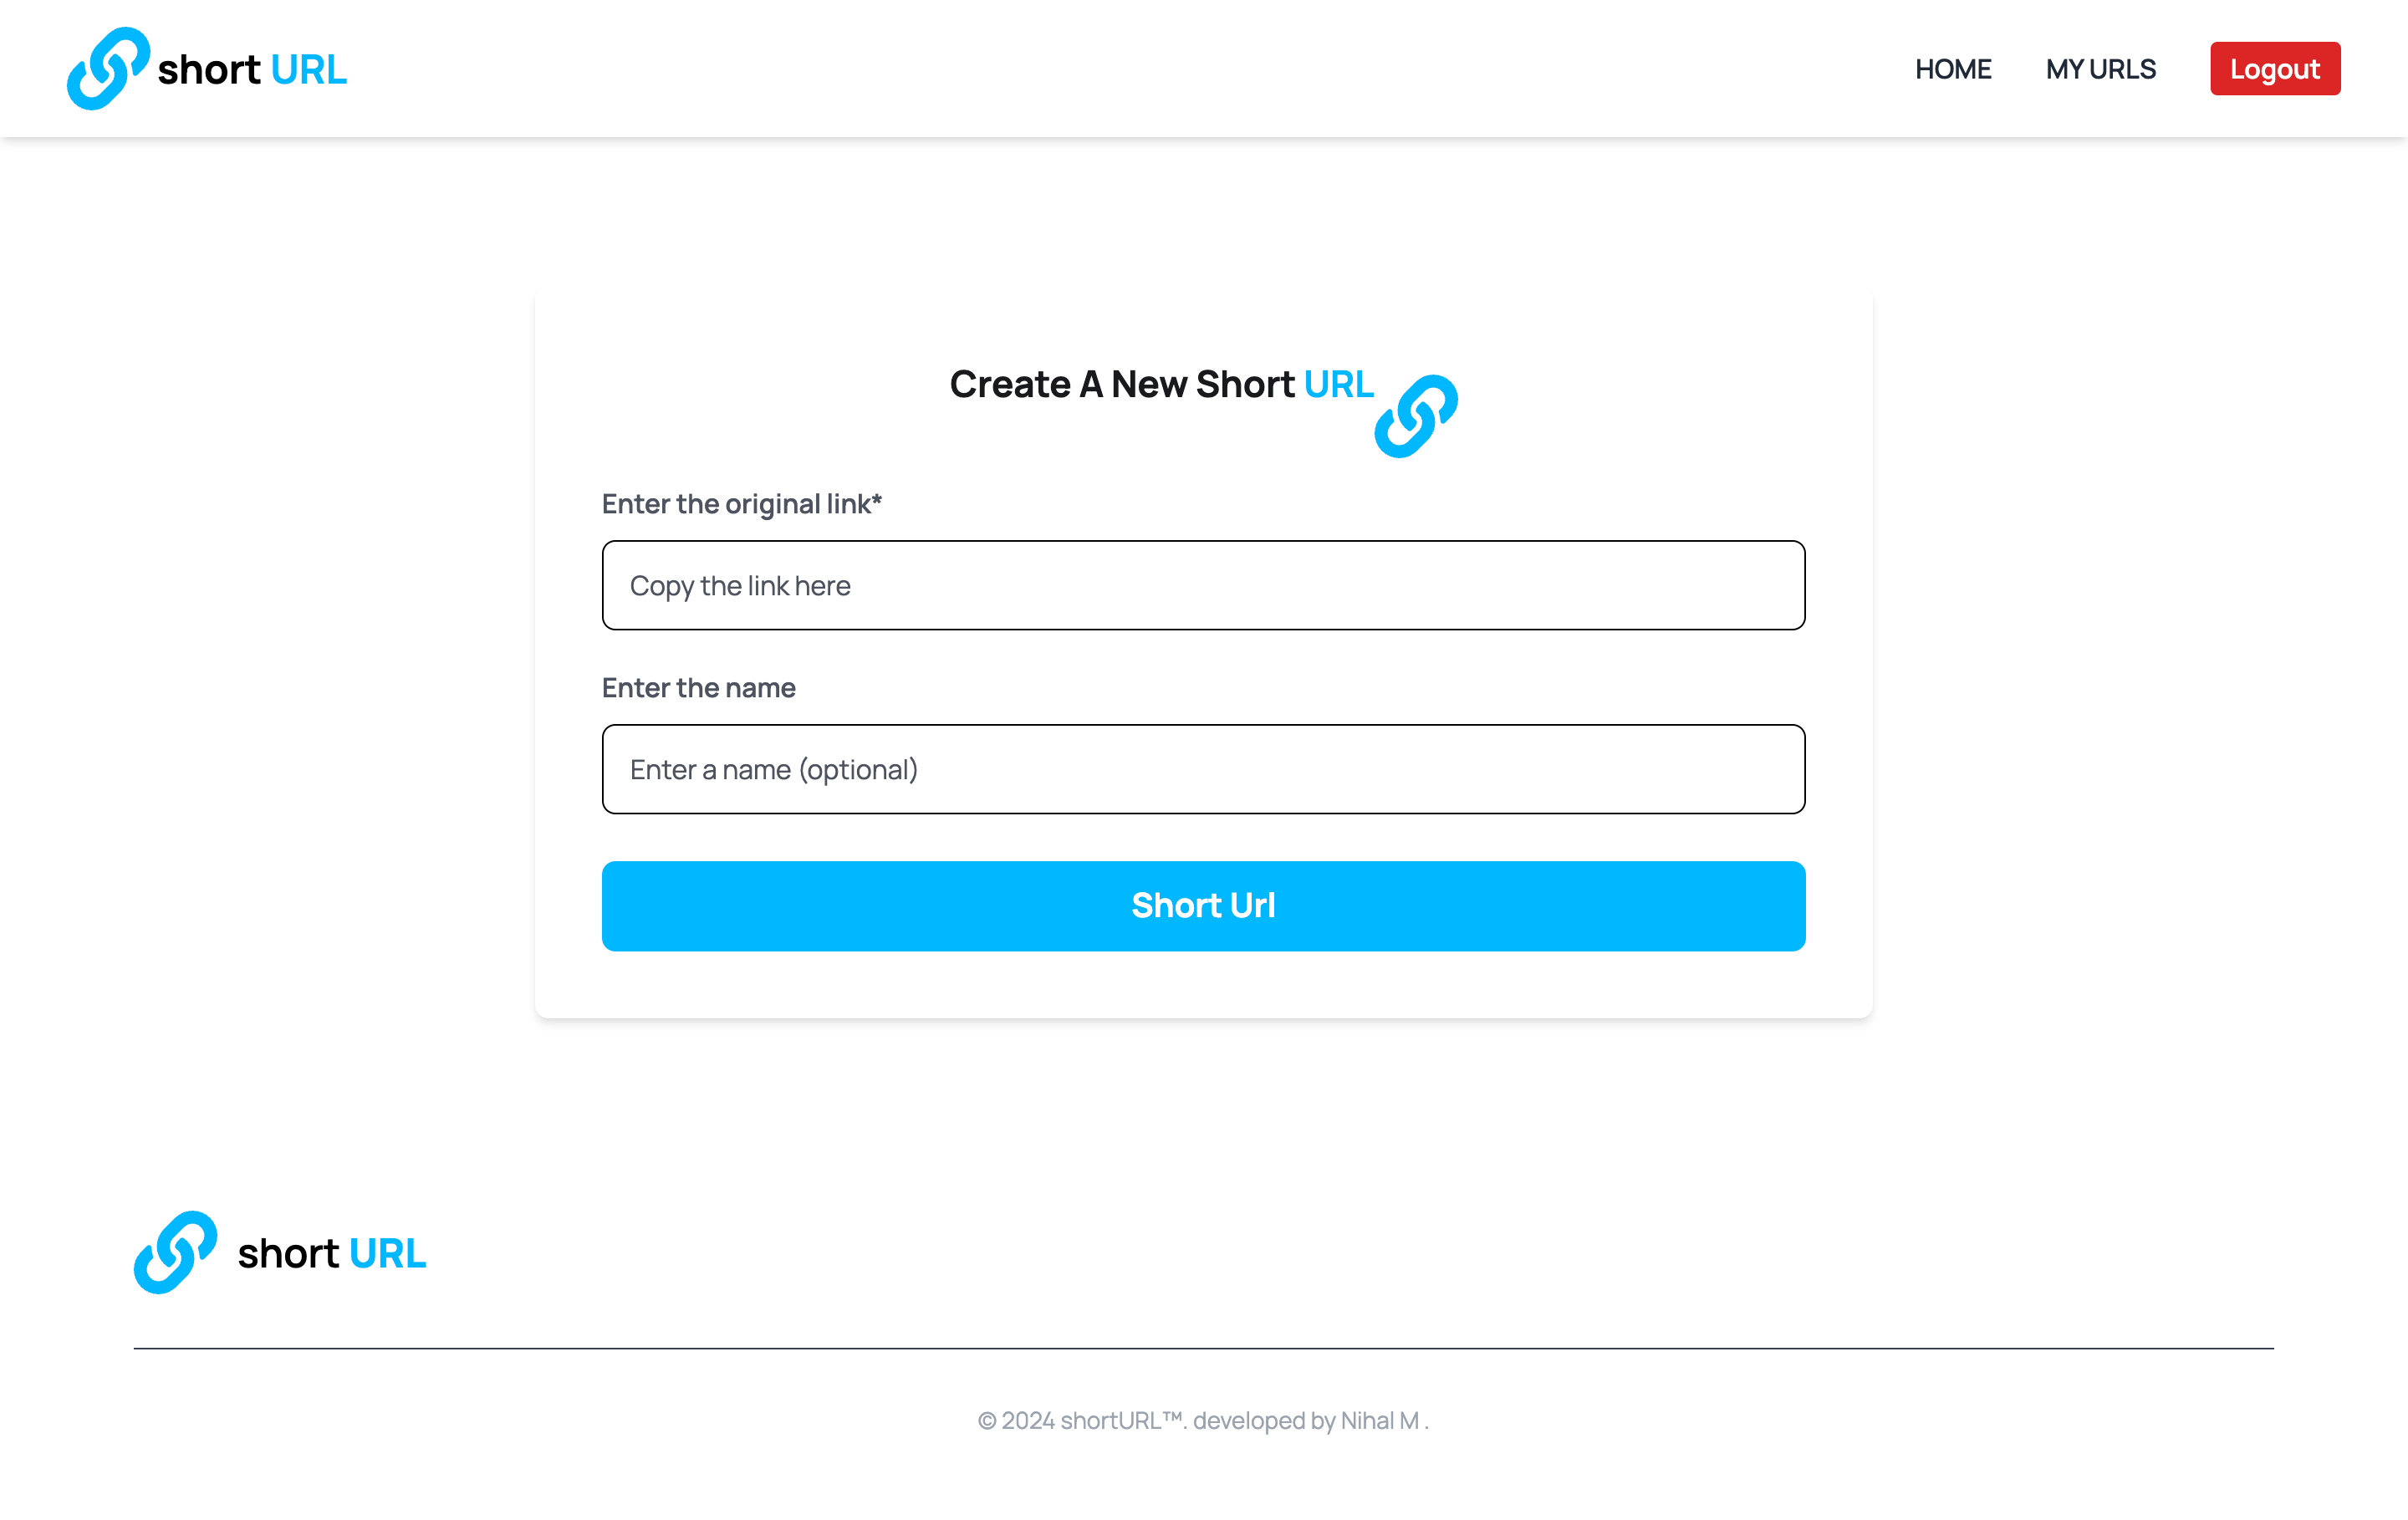 short URL
HOME
MY URLS
Logout
Create A New Short URL
Enter the original link*
Copy the link here
Enter the name
Enter a name (optional)
Short Url
short URL
© 2024 shortURL™. developed by Nihal M .